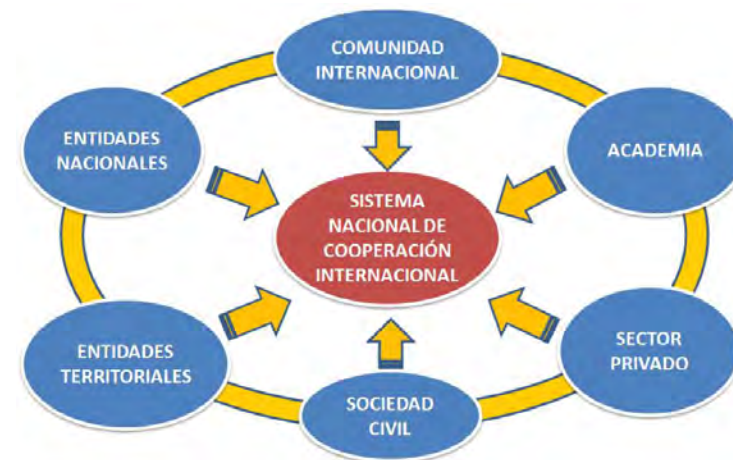 COMUNIDAD
INTERNACIONAL
ENTIDADES
NACIONALES
ACADEMIA
SISTEMA
NACIONAL DE
COOPERACIÓN
INTERNACIONAL
ENTIDADES
TERRITORIALES
SECTOR
PRIVADO
SOCIEDAD
CIVIL